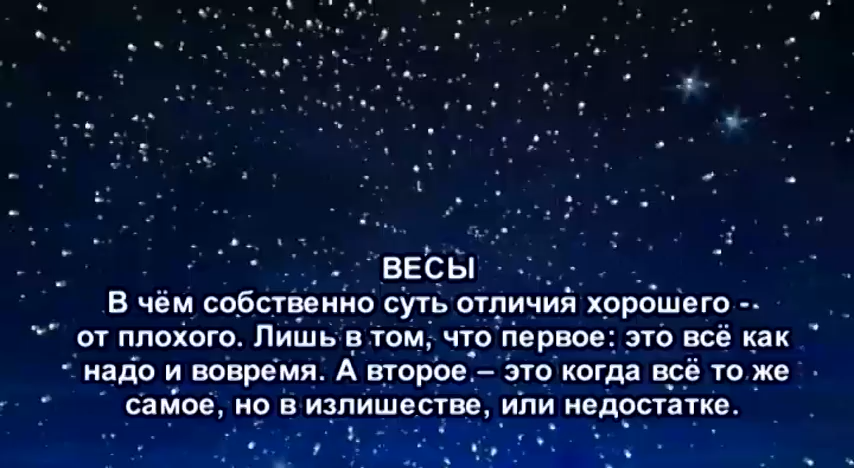 ВЕСЫ
В чём собственно суть отличия хорошего -
от плохого. Лишь в том, что первое: это всё как
надо и вовремя. А второе – это когда всё то же
самое, но в излишестве, или недостатке.